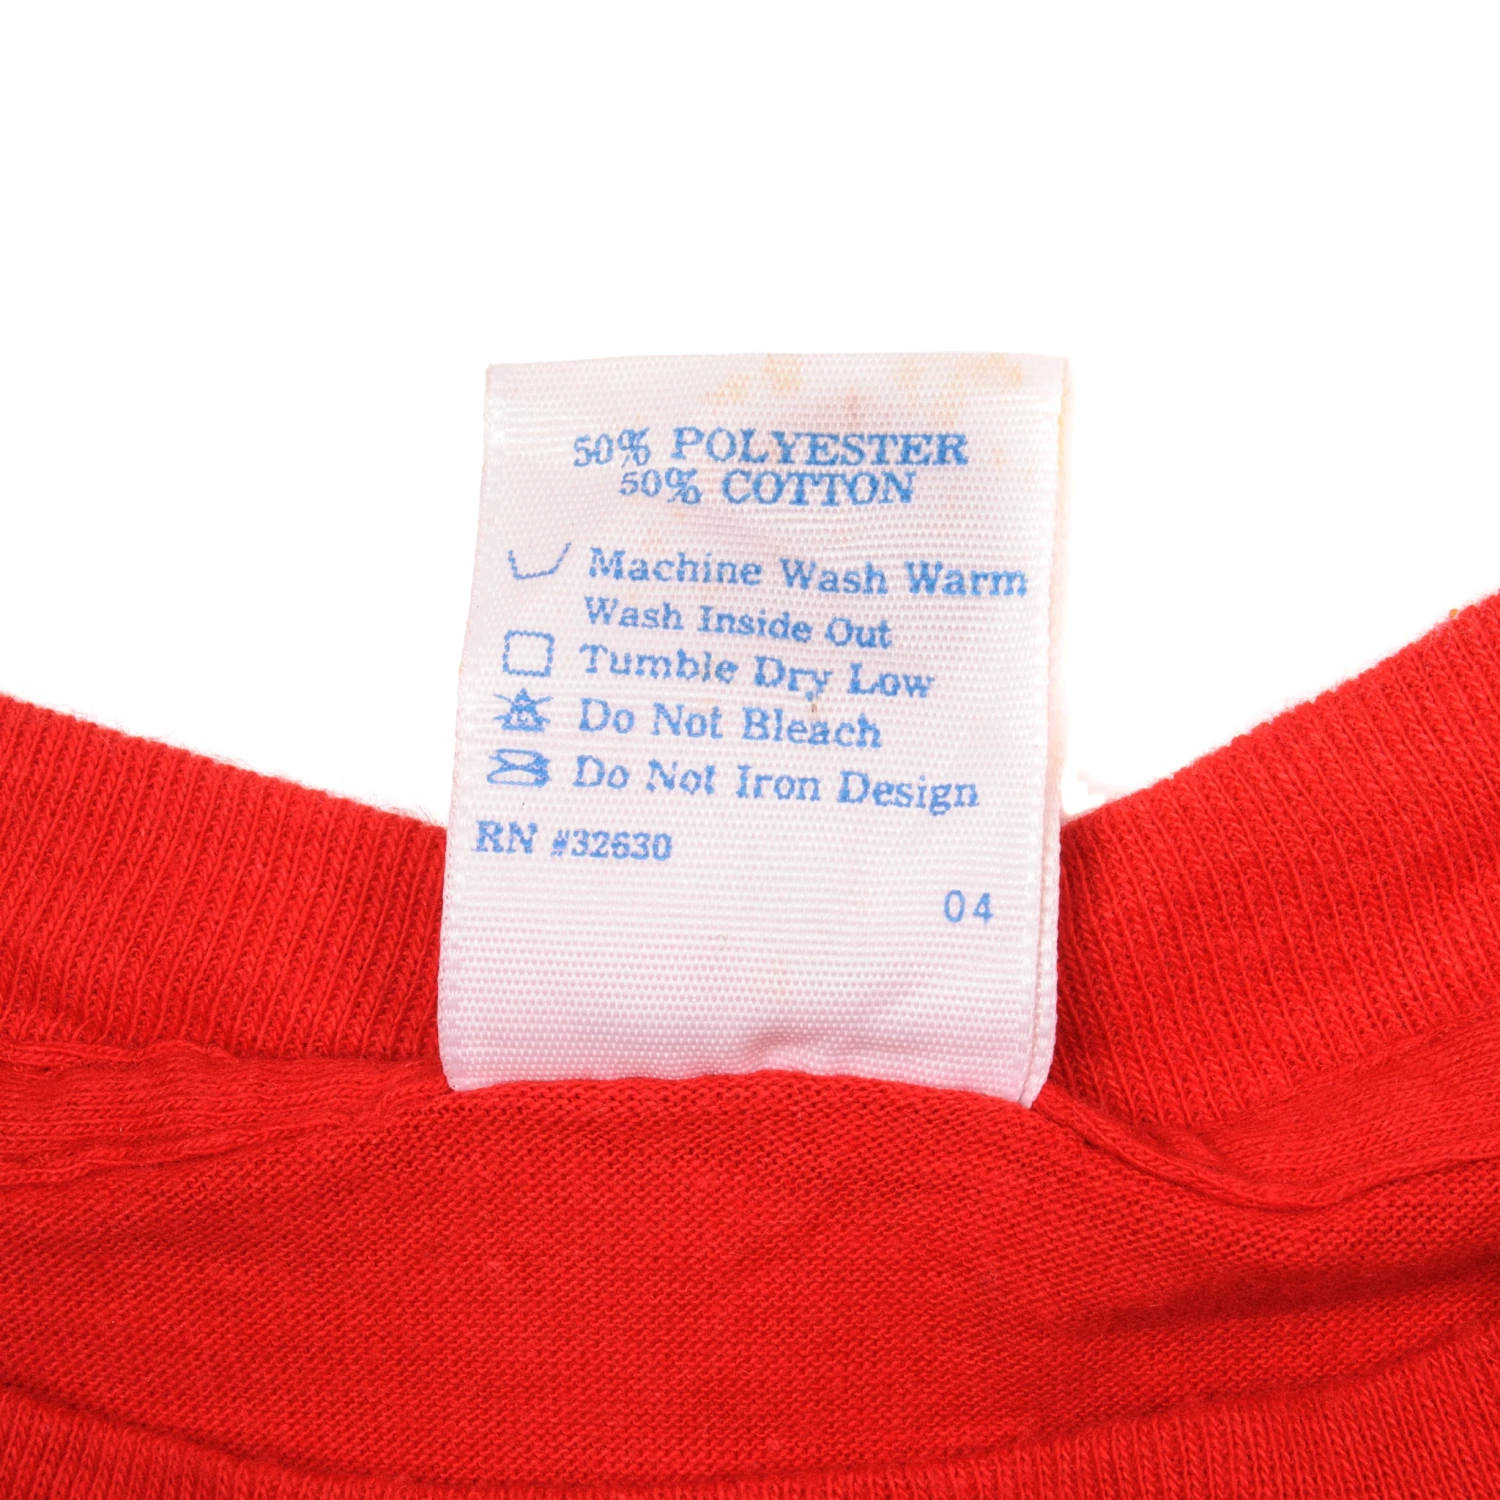 50% POLYESTER
50% COTTON
Machine Wash Warm
Wash Inside Out
Tumble Dry Low
Do Not Bleach
Do Not Iron Design
RN #32630
04